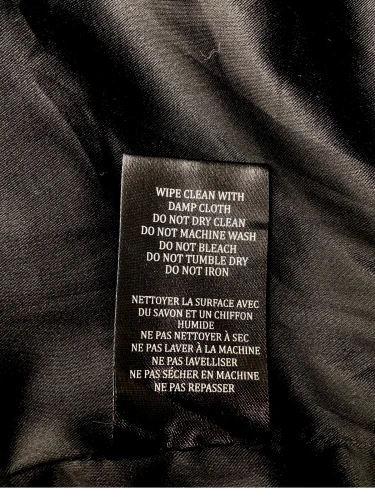 WIPE CLEAN WITH
DAMP CLOTH
DO NOT DRY CLEAN
DO NOT MACHINE WASH
DO NOT BLEACH
DO NOT TUMBLE DRY
DO NOT IRON
NETTOYER LA SURFACE AVEC
DU SAVON ET UN CHIFFON
HUMIDE
NE PAS NETTOYER À SEC
NE PAS LAVER À LA MACHINE
NE PAS JAVELLISER
NE PAS SÉCHER EN MACHINE
NE PAS REPASSER